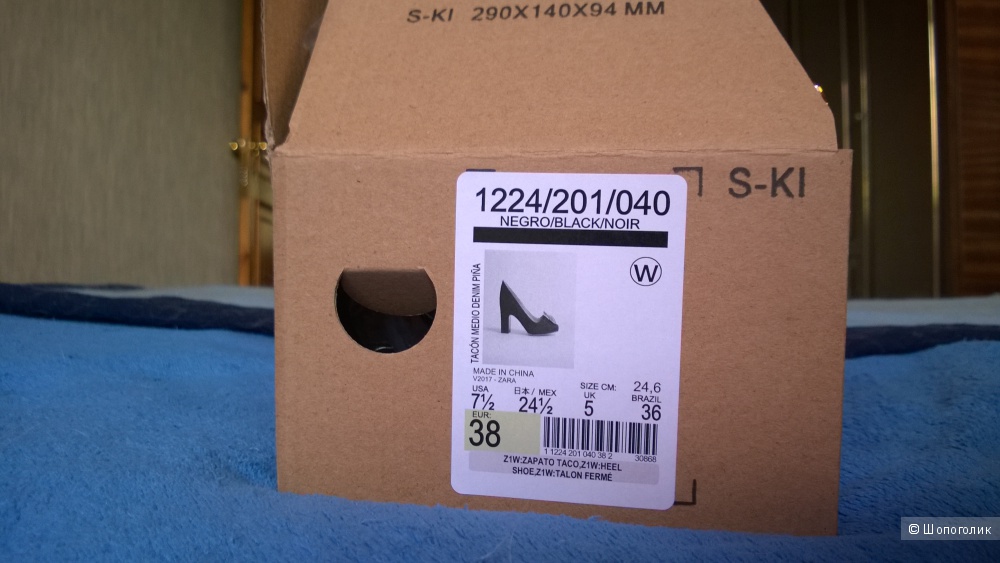 S-KI 290X140X94 MM
S-KI
1224/201/040
NEGRO/BLACK/NOIR
W
TACÓN MEDIO DENIM PIÑA
MADE IN CHINA
V2017 - ZARA
USA
7½
日本/ MEX
24½
SIZE CM: 24,6
UK
5
BRAZIL
36
EUR:
38
1 1224 201 040 38 2
30868
Z1W:ZAPATO TACO,Z1W:HEEL
SHOE,Z1W:TALON FERMÉ
© Шопоголик